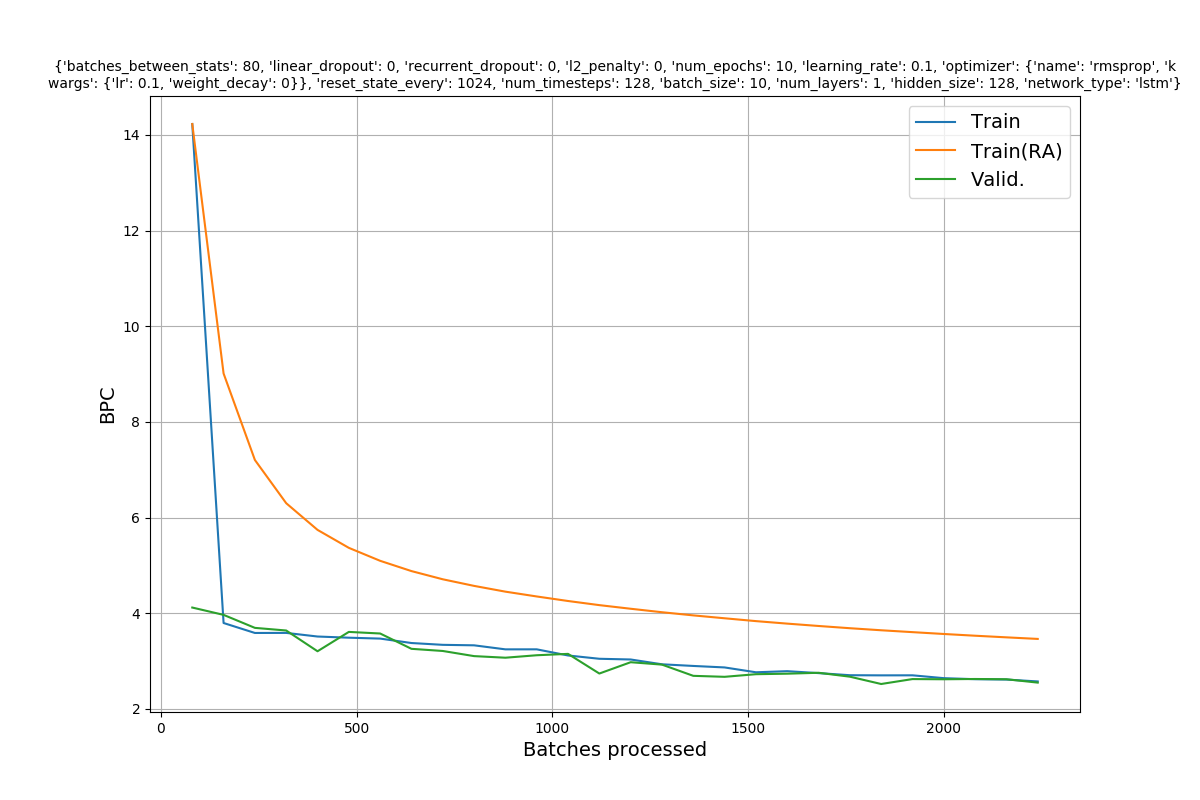 {'batches_between_stats': 80, 'linear_dropout': 0, 'recurrent_dropout': 0, 'l2_penalty': 0, 'num_epochs': 10, 'learning_rate': 0.1, 'optimizer': {'name': 'rmsprop', 'k
wargs': {'lr': 0.1, 'weight_decay': 0}}, 'reset_state_every': 1024, 'num_timesteps': 128, 'batch_size': 10, 'num_layers': 1, 'hidden_size': 128, 'network_type': 'lstm'}
Train
Train(RA)
Valid.
14
12
10
8
6
4
2
BPC
0
500
1000
1500
2000
Batches processed